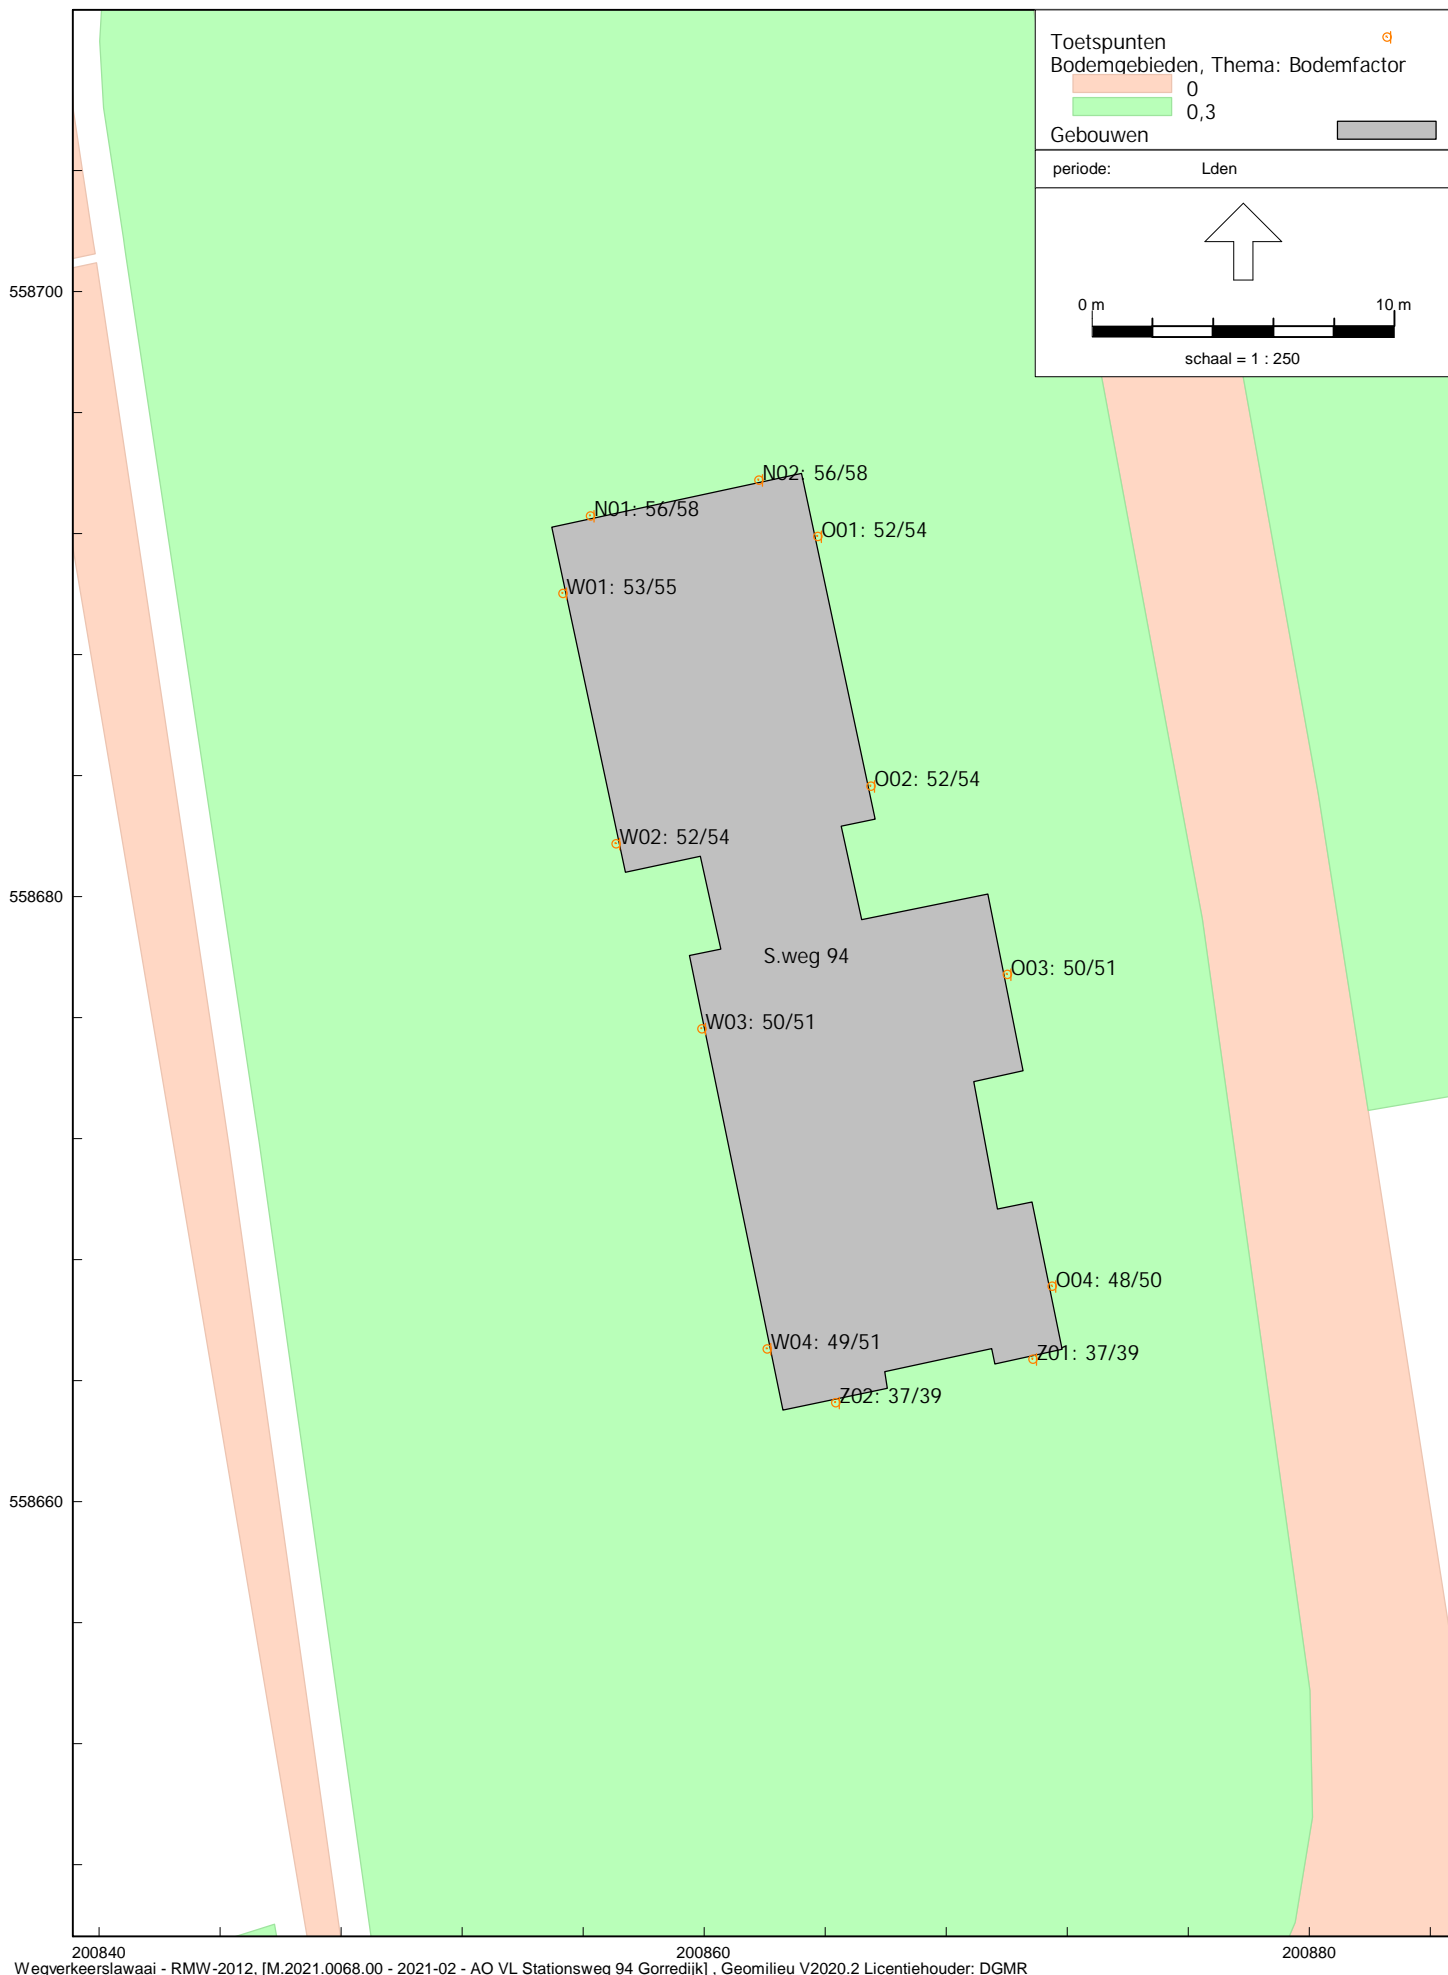 Toetspunten
Bodemgebieden, Thema: Bodemfactor
0
0,3
Gebouwen
periode: Lden
0 m 10 m
schaal = 1 : 250
558700
N02: 56/58
N01: 56/58
O01: 52/54
W01: 53/55
O02: 52/54
W02: 52/54
558680
S.weg 94
O03: 50/51
W03: 50/51
O04: 48/50
W04: 49/51
Z01: 37/39
Z02: 37/39
558660
200840 200860 200880
Wegverkeerslawaai - RMW-2012, [M.2021.0068.00 - 2021-02 - AO VL Stationsweg 94 Gorredijk] , Geomilieu V2020.2 Licentiehouder: DGMR